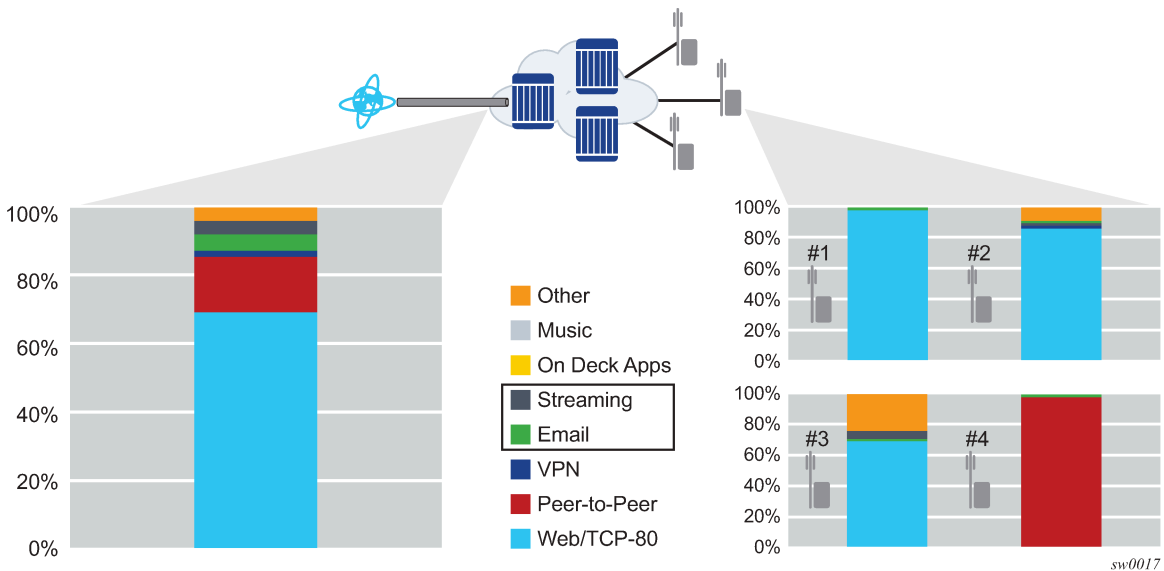 100%
80%
60%
40%
20%
0%
Other
Music
On Deck Apps
Streaming
Email
VPN
Peer-to-Peer
Web/TCP-80
100%
80%
60%
40%
20%
0%
#1
#2
100%
80%
60%
40%
20%
0%
#3
#4
sw0017